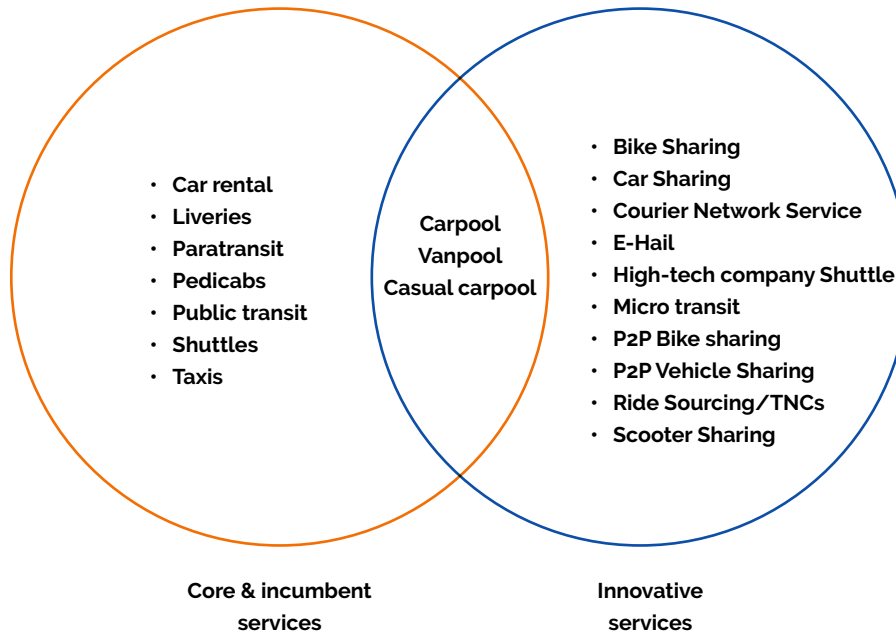 • Car rental
• Liveries
• Paratransit
• Pedicabs
• Public transit
• Shuttles
• Taxis
Carpool
Vanpool
Casual carpool
• Bike Sharing
• Car Sharing
• Courier Network Service
• E-Hail
• High-tech company Shuttle
• Micro transit
• P2P Bike sharing
• P2P Vehicle Sharing
• Ride Sourcing/TNCs
• Scooter Sharing
Core & incumbent
services
Innovative
services